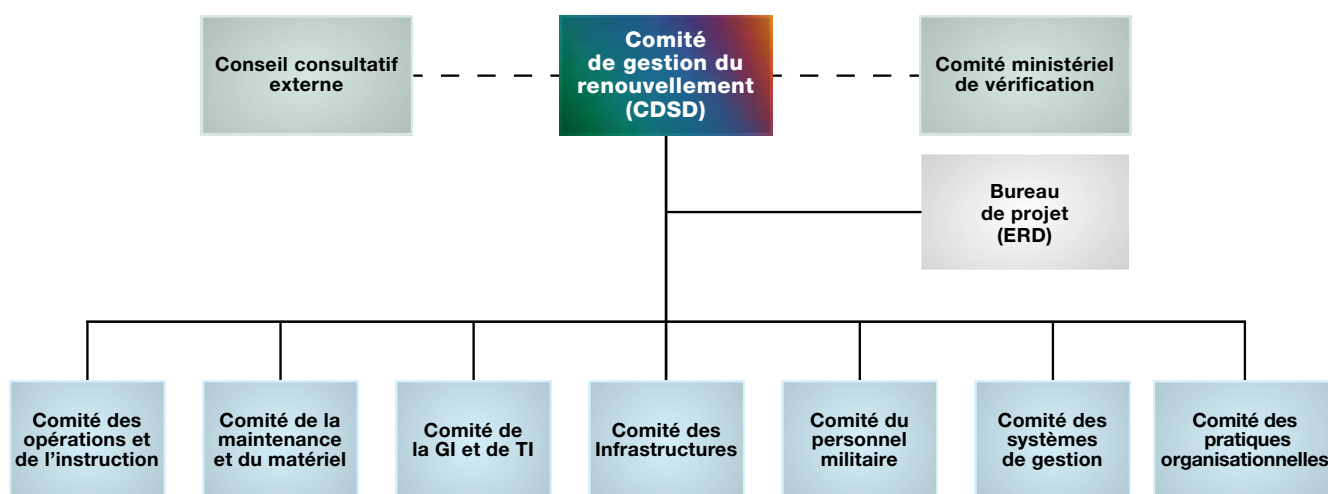 Conseil consultatif
externe
Comité
de gestion du
renouvellement
(CDSD)
Comité ministériel
de vérification
Bureau
de projet
(ERD)
Comité des
opérations et
de l’instruction
Comité de la
maintenance
et du matériel
Comité de
la GI et de TI
Comité des
Infrastructures
Comité du
personnel
militaire
Comité des
systèmes
de gestion
Comité des
pratiques
organisationnelles